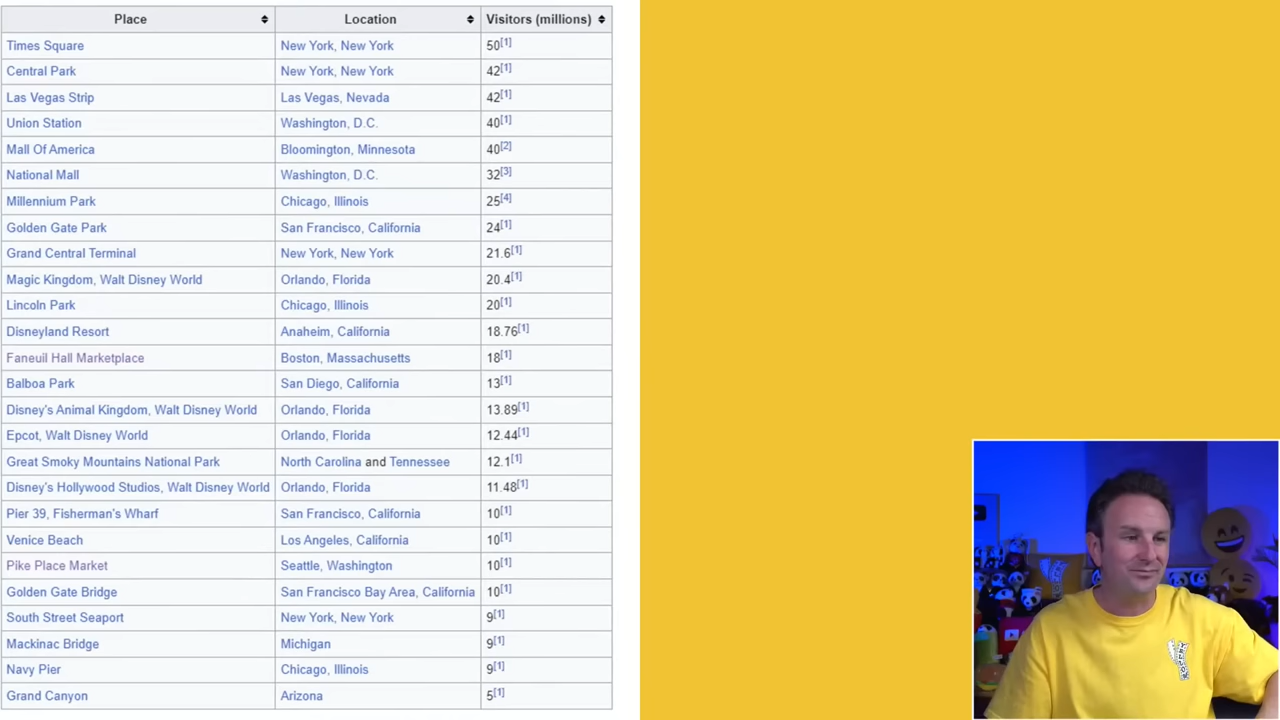 Place Location Visitors (millions)
Times Square New York, New York 50[1]
Central Park New York, New York 42[1]
Las Vegas Strip Las Vegas, Nevada 42[1]
Union Station Washington, D.C. 40[1]
Mall Of America Bloomington, Minnesota 40[2]
National Mall Washington, D.C. 32[3]
Millennium Park Chicago, Illinois 25[4]
Golden Gate Park San Francisco, California 24[1]
Grand Central Terminal New York, New York 21.6[1]
Magic Kingdom, Walt Disney World Orlando, Florida 20.4[1]
Lincoln Park Chicago, Illinois 20[1]
Disneyland Resort Anaheim, California 18.76[1]
Faneuil Hall Marketplace Boston, Massachusetts 18[1]
Balboa Park San Diego, California 13[1]
Disney's Animal Kingdom, Walt Disney World Orlando, Florida 13.89[1]
Epcot, Walt Disney World Orlando, Florida 12.44[1]
Great Smoky Mountains National Park North Carolina and Tennessee 12.1[1]
Disney's Hollywood Studios, Walt Disney World Orlando, Florida 11.48[1]
Pier 39, Fisherman's Wharf San Francisco, California 10[1]
Venice Beach Los Angeles, California 10[1]
Pike Place Market Seattle, Washington 10[1]
Golden Gate Bridge San Francisco Bay Area, California 10[1]
South Street Seaport New York, New York 9[1]
Mackinac Bridge Michigan 9[1]
Navy Pier Chicago, Illinois 9[1]
Grand Canyon Arizona 5[1]